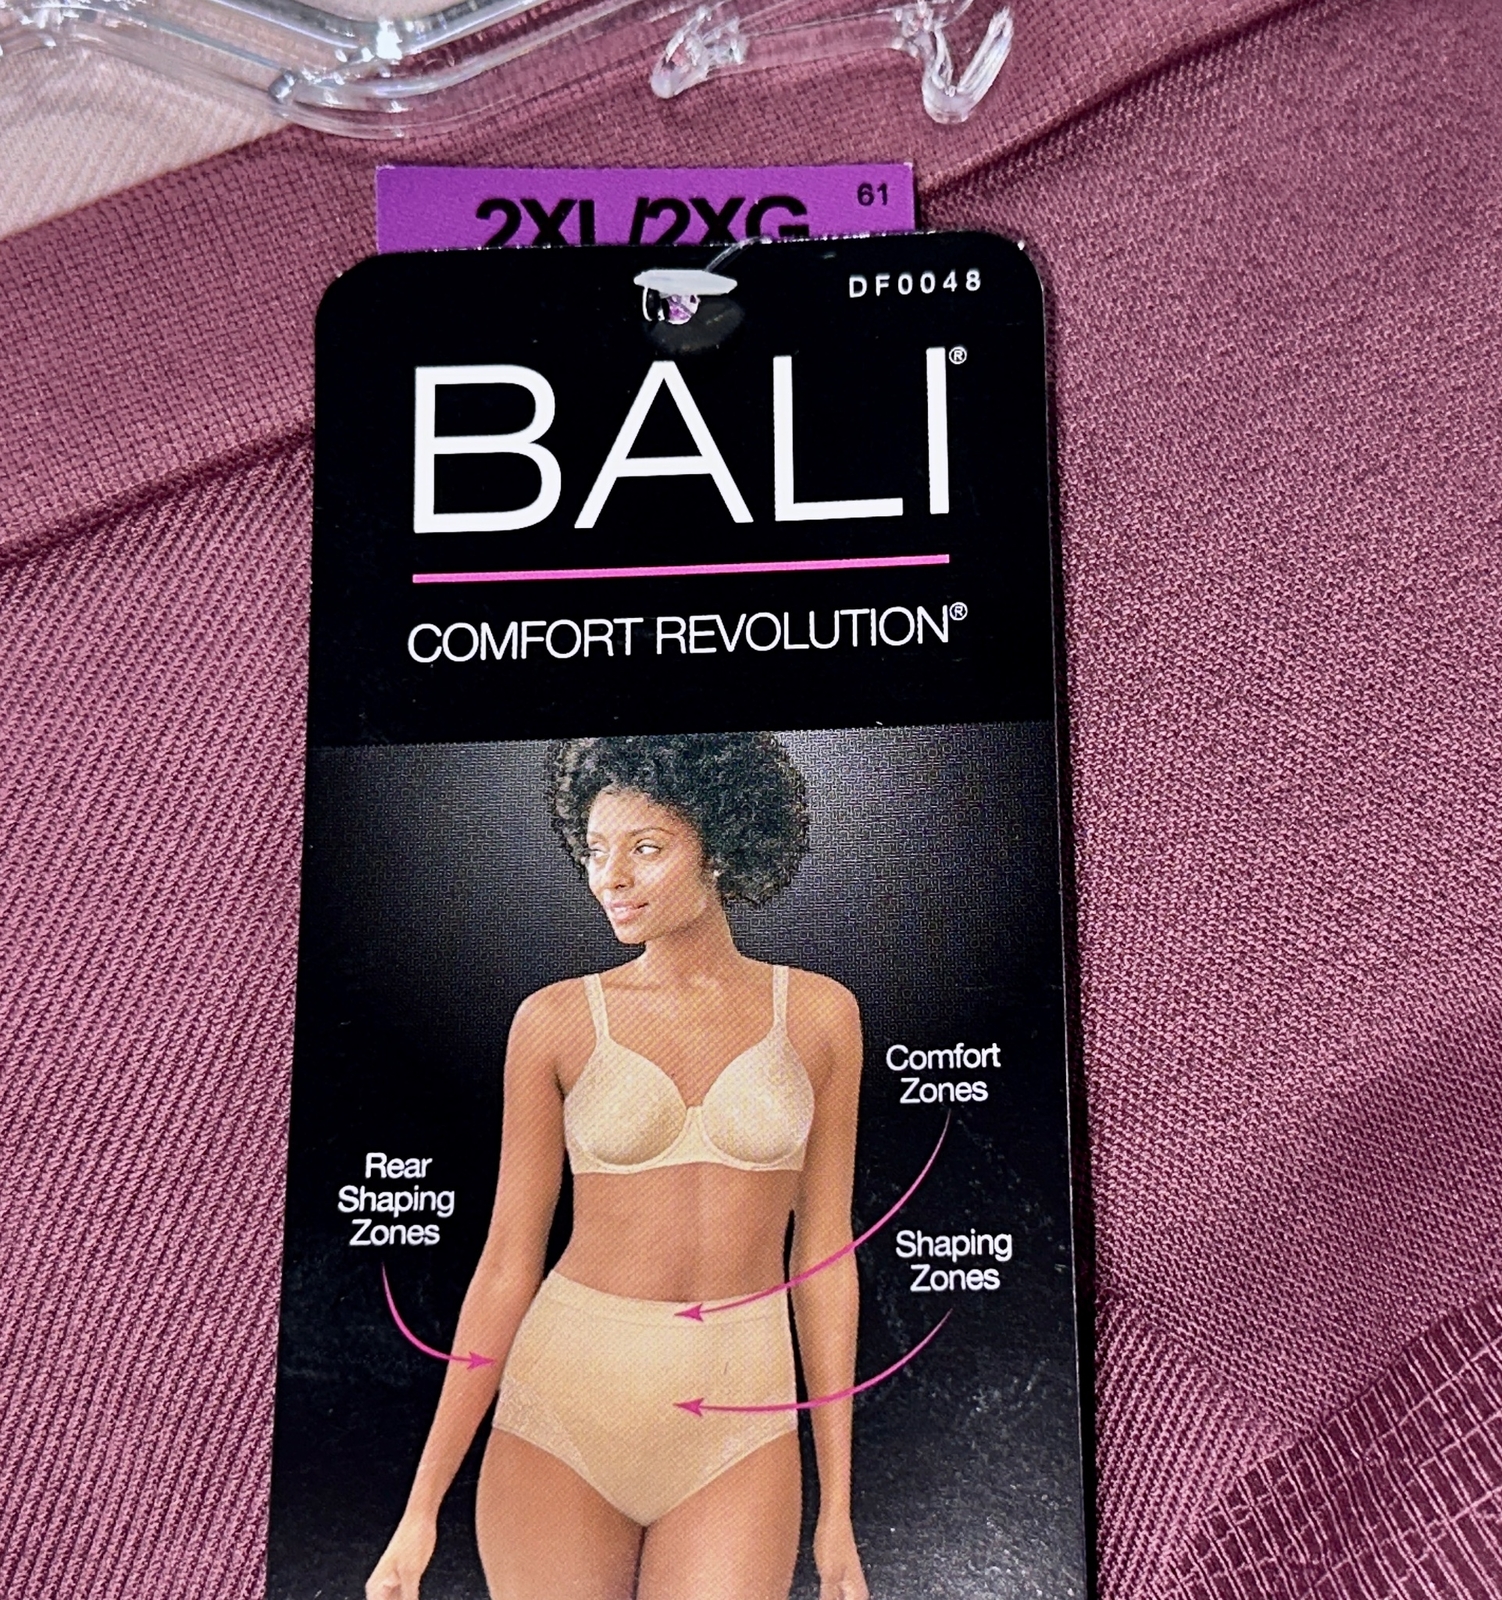 2XL/2XG
61
DF0048
BALI®
COMFORT REVOLUTION®
Comfort
Zones
Rear
Shaping
Zones
Shaping
Zones